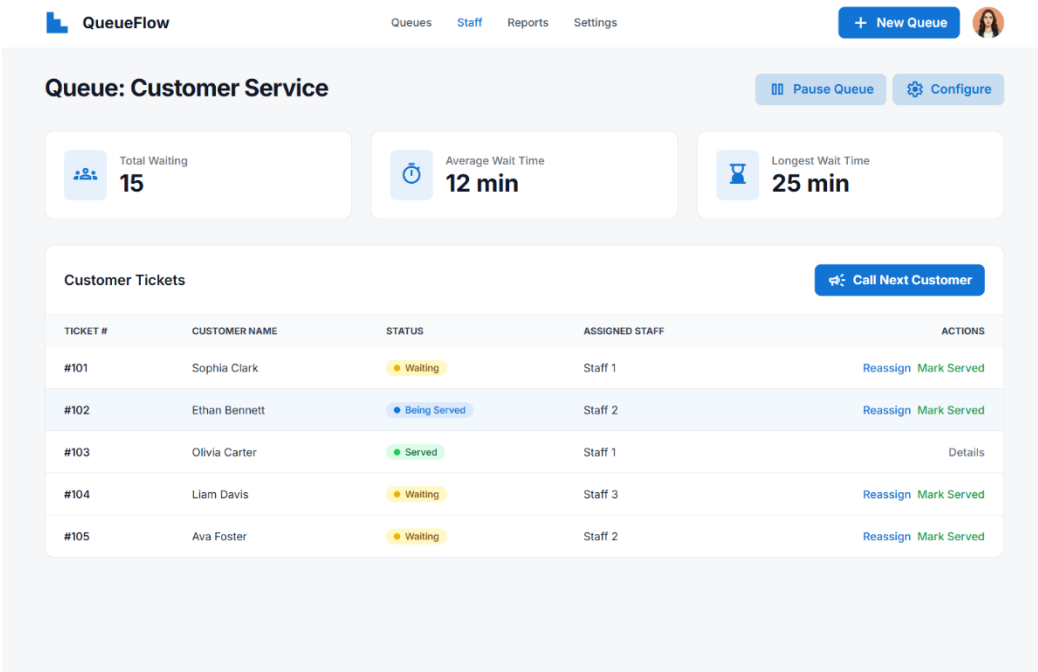 QueueFlow Queues Staff Reports Settings + New Queue
Queue: Customer Service Pause Queue Configure
Total Waiting
15
Average Wait Time
12 min
Longest Wait Time
25 min
Customer Tickets Call Next Customer
TICKET # CUSTOMER NAME STATUS ASSIGNED STAFF ACTIONS
#101 Sophia Clark Waiting Staff 1 Reassign Mark Served
#102 Ethan Bennett Being Served Staff 2 Reassign Mark Served
#103 Olivia Carter Served Staff 1 Details
#104 Liam Davis Waiting Staff 3 Reassign Mark Served
#105 Ava Foster Waiting Staff 2 Reassign Mark Served